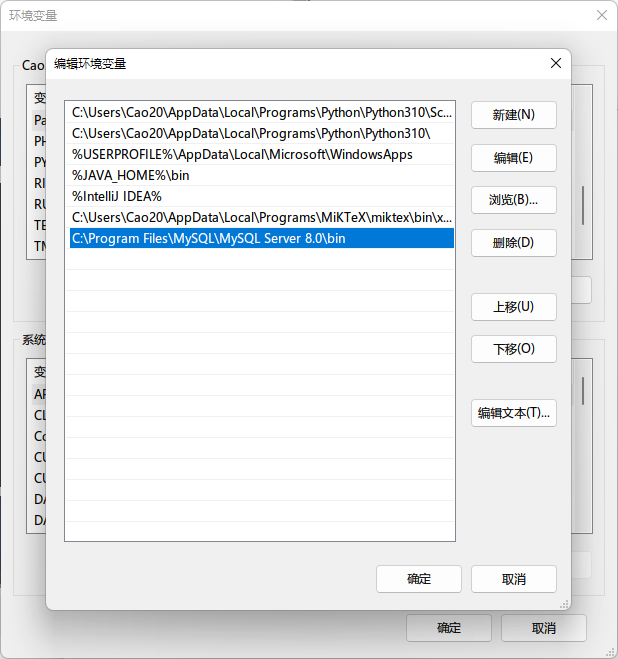 环境变量
编辑环境变量
Cao
C:\Users\Cao20\AppData\Local\Programs\Python\Python310\Sc...
新建(N)
变
C:\Users\Cao20\AppData\Local\Programs\Python\Python310\
Pa
%USERPROFILE%\AppData\Local\Microsoft\WindowsApps
编辑(E)
PH
%JAVA_HOME%\bin
PY
%IntelliJ IDEA%
浏览(B)...
RI
C:\Users\Cao20\AppData\Local\Programs\MiKTeX\miktex\bin\x...
RU
C:\Program Files\MySQL\MySQL Server 8.0\bin
删除(D)
TE
TM
上移(U)
系统
下移(O)
变
AP
编辑文本(T)...
CL
Co
CU
CU
DA
DA
确定
取消
确定
取消